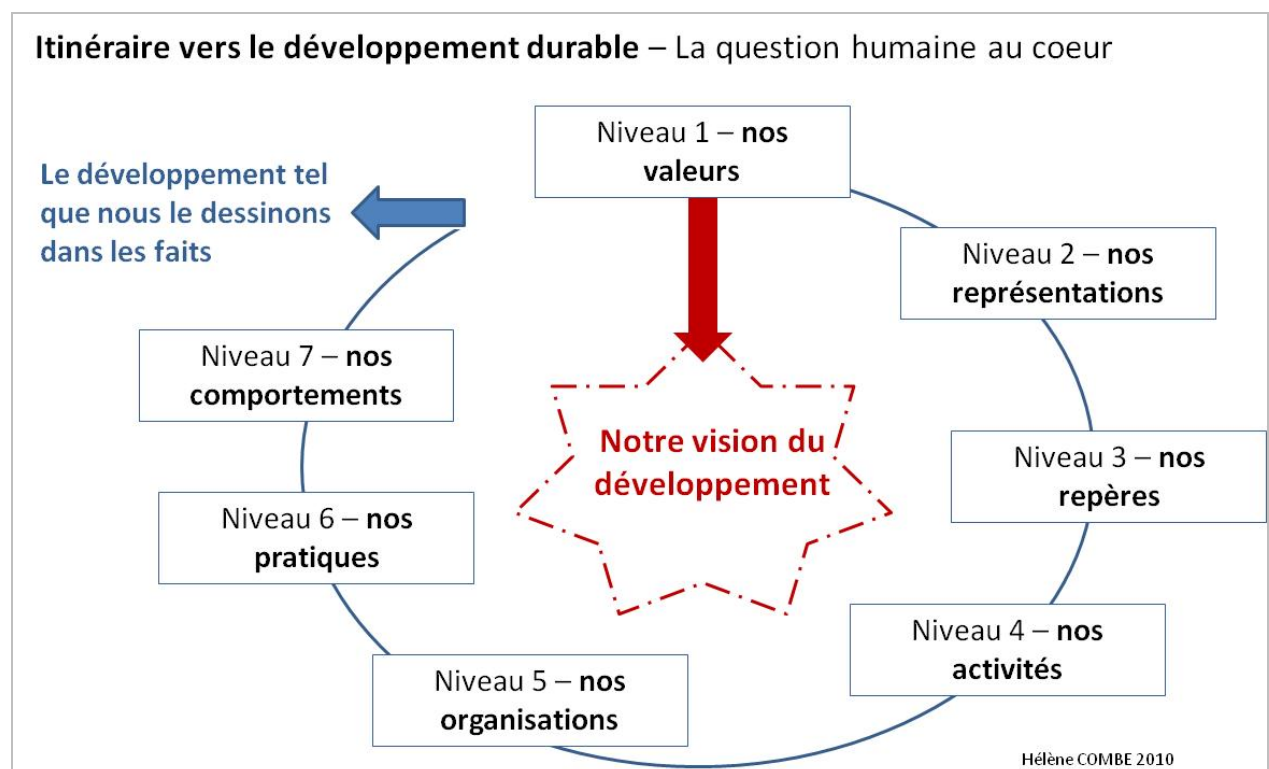 Itinéraire vers le développement durable – La question humaine au coeur
Niveau 1 – nos
valeurs
Le développement tel
que nous le dessinons
dans les faits
Niveau 2 – nos
représentations
Niveau 7 – nos
comportements
Notre vision du
développement
Niveau 3 – nos
repères
Niveau 6 – nos
pratiques
Niveau 4 – nos
activités
Niveau 5 – nos
organisations
Hélène COMBE 2010